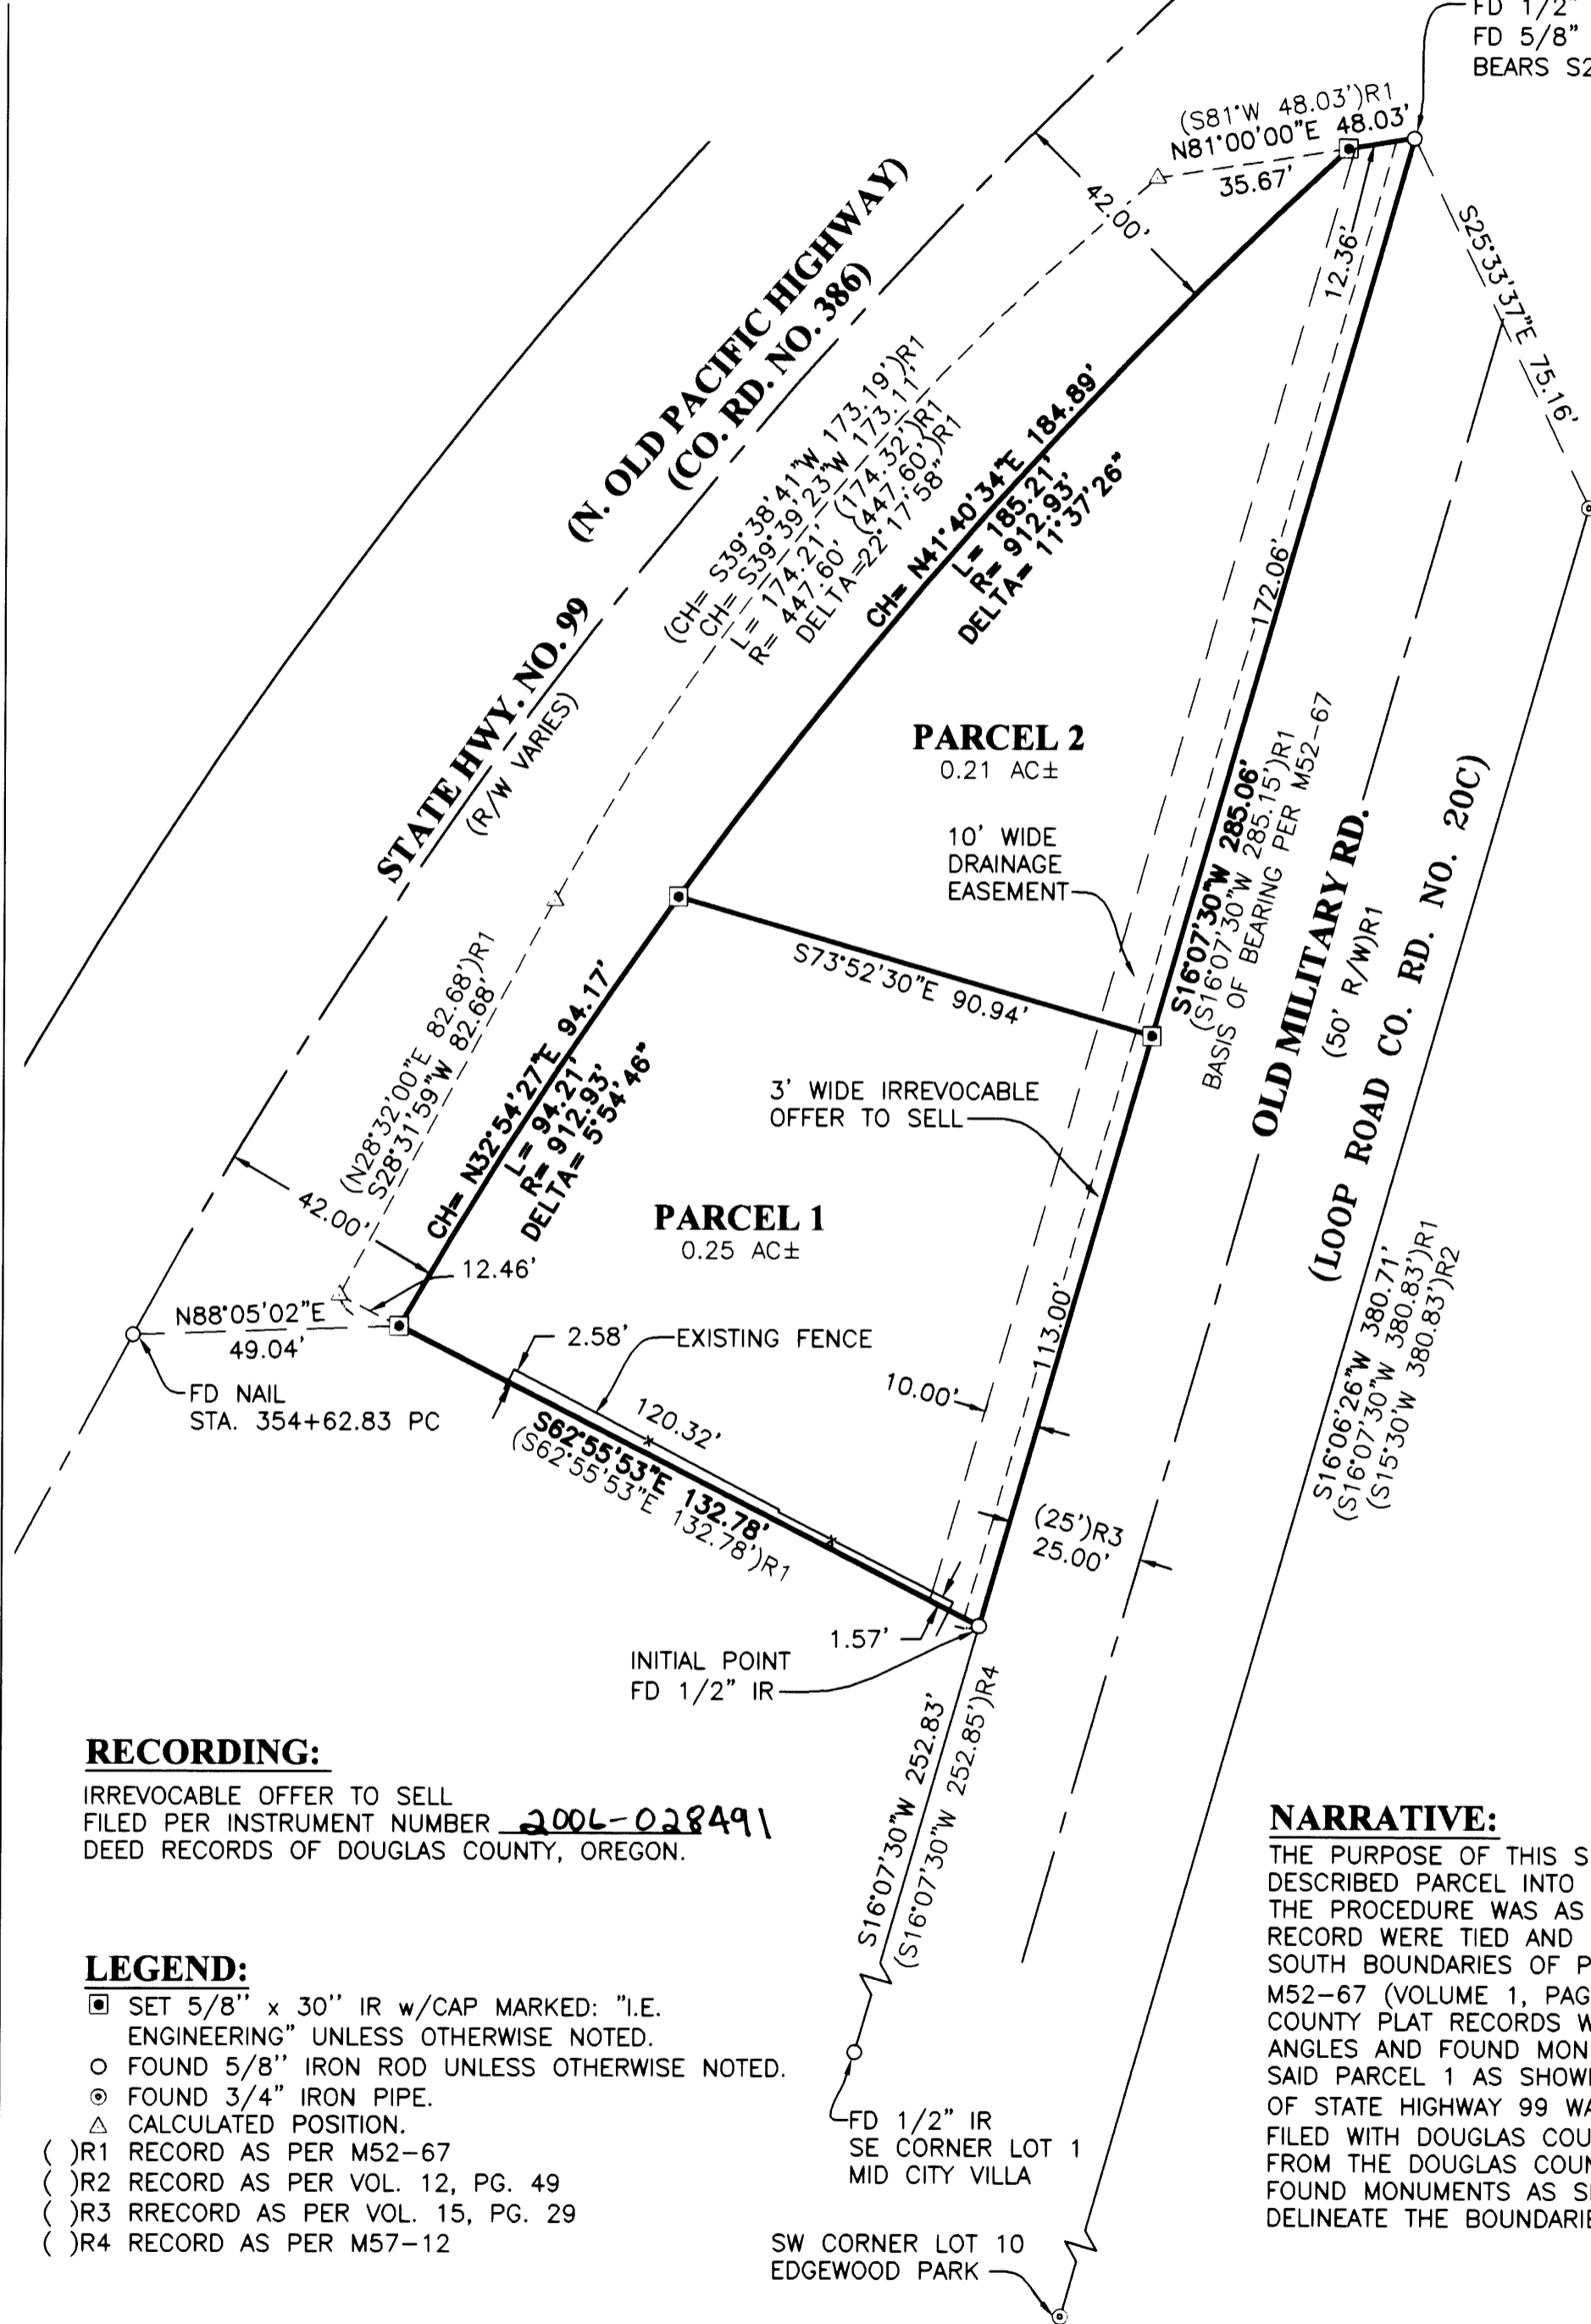 FD 1/2"
FD 5/8"
BEARS S2
(S81°W 48.03')R1
N81°00'00"E 48.03'
35.67'
42.00'
12.36'
S25°33'37"E 75.16'
(N. OLD PACIFIC HIGHWAY)
(CO. RD. NO. 386)
STATE HWY. NO. 99
(R/W VARIES)
(CH= S39°38'41"W 173.19')R1
CH= S39°39'23"W 173.11'
L= 174.21' (174.32')R1
R= 447.60' (447.60')R1
DELTA=22°17'58"
CH= N41°40'34"E 184.89'
L= 185.21'
R= 912.93'
DELTA= 11°37'26"
172.06'
PARCEL 2
0.21 AC±
10' WIDE
DRAINAGE
EASEMENT
S16°07'30"W 285.06'
(S16°07'30"W 285.15')R1
BASIS OF BEARING PER M52-67
OLD MILITARY RD.
(50' R/W)R1
(LOOP ROAD CO. RD. NO. 20C)
S73°52'30"E 90.94'
(N28°32'00"E 82.68')R1
S28°31'59"W 82.68'
CH= N32°54'27"E 94.17'
L= 94.21'
R= 912.93'
DELTA= 5°54'46"
3' WIDE IRREVOCABLE
OFFER TO SELL
42.00'
PARCEL 1
0.25 AC±
12.46'
N88°05'02"E
49.04'
FD NAIL
STA. 354+62.83 PC
2.58'
EXISTING FENCE
113.00'
10.00'
120.32'
S62°55'53"E 132.78'
(S62°55'53"E 132.78')R1
S16°06'26"W 380.71'
(S16°07'30"W 380.83')R1
(S15°30'W 380.83')R2
(25')R3
25.00'
1.57'
INITIAL POINT
FD 1/2" IR
S16°07'30"W 252.83'
(S16°07'30"W 252.85')R4
RECORDING:
IRREVOCABLE OFFER TO SELL
FILED PER INSTRUMENT NUMBER 2006-028491
DEED RECORDS OF DOUGLAS COUNTY, OREGON.
LEGEND:
SET 5/8'' x 30'' IR w/CAP MARKED: "I.E.
ENGINEERING" UNLESS OTHERWISE NOTED.
FOUND 5/8'' IRON ROD UNLESS OTHERWISE NOTED.
FOUND 3/4" IRON PIPE.
CALCULATED POSITION.
( )R1 RECORD AS PER M52-67
( )R2 RECORD AS PER VOL. 12, PG. 49
( )R3 RRECORD AS PER VOL. 15, PG. 29
( )R4 RECORD AS PER M57-12
FD 1/2" IR
SE CORNER LOT 1
MID CITY VILLA
SW CORNER LOT 10
EDGEWOOD PARK
NARRATIVE:
THE PURPOSE OF THIS S
DESCRIBED PARCEL INTO
THE PROCEDURE WAS AS
RECORD WERE TIED AND
SOUTH BOUNDARIES OF P
M52-67 (VOLUME 1, PAG
COUNTY PLAT RECORDS W
ANGLES AND FOUND MON
SAID PARCEL 1 AS SHOW
OF STATE HIGHWAY 99 WA
FILED WITH DOUGLAS COU
FROM THE DOUGLAS COUN
FOUND MONUMENTS AS S
DELINEATE THE BOUNDARIE